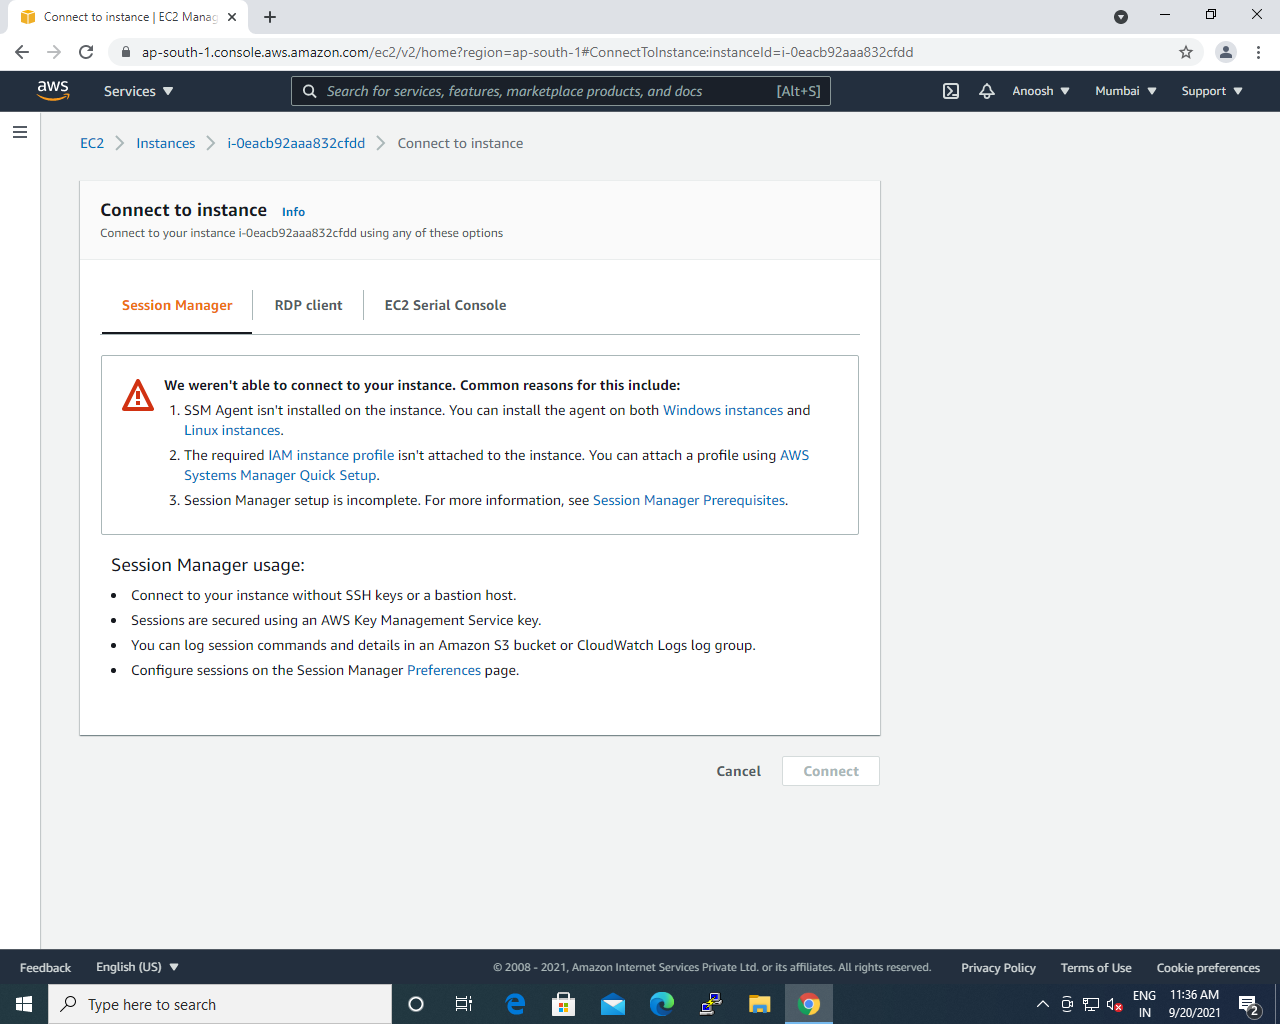 Connect to instance | EC2 Manag
ap-south-1.console.aws.amazon.com/ec2/v2/home?region=ap-south-1#ConnectToInstance:instanceId=i-0eacb92aaa832cfdd
aws
Services
Search for services, features, marketplace products, and docs
[Alt+S]
Anoosh
Mumbai
Support
EC2
Instances
i-0eacb92aaa832cfdd
Connect to instance
Connect to instance
Info
Connect to your instance i-0eacb92aaa832cfdd using any of these options
Session Manager
RDP client
EC2 Serial Console
We weren't able to connect to your instance. Common reasons for this include:
1. SSM Agent isn't installed on the instance. You can install the agent on both Windows instances and
Linux instances.
2. The required IAM instance profile isn't attached to the instance. You can attach a profile using AWS
Systems Manager Quick Setup.
3. Session Manager setup is incomplete. For more information, see Session Manager Prerequisites.
Session Manager usage:
• Connect to your instance without SSH keys or a bastion host.
• Sessions are secured using an AWS Key Management Service key.
• You can log session commands and details in an Amazon S3 bucket or CloudWatch Logs log group.
• Configure sessions on the Session Manager Preferences page.
Cancel
Connect
Feedback
English (US)
© 2008 - 2021, Amazon Internet Services Private Ltd. or its affiliates. All rights reserved.
Privacy Policy
Terms of Use
Cookie preferences
Type here to search
ENG
IN
11:36 AM
9/20/2021
2